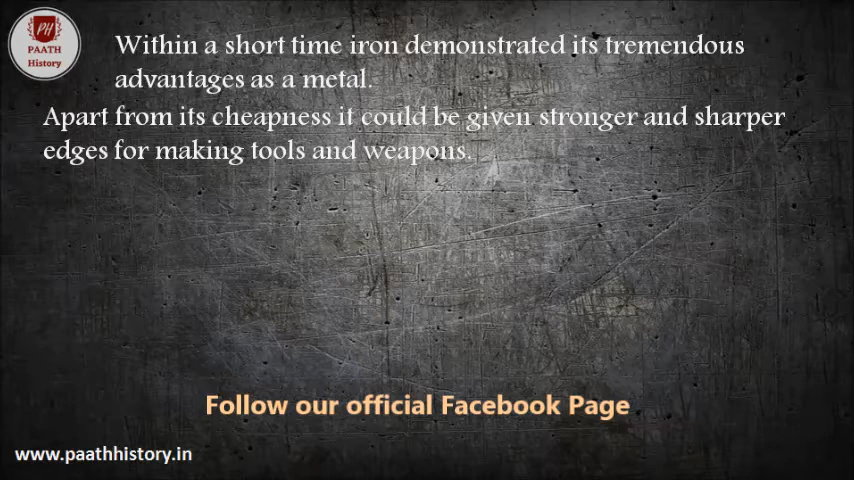 PH
PAATH
History
Within a short time iron demonstrated its tremendous
advantages as a metal.
Apart from its cheapness it could be given stronger and sharper
edges for making tools and weapons.
Follow our official Facebook Page
www.paathhistory.in